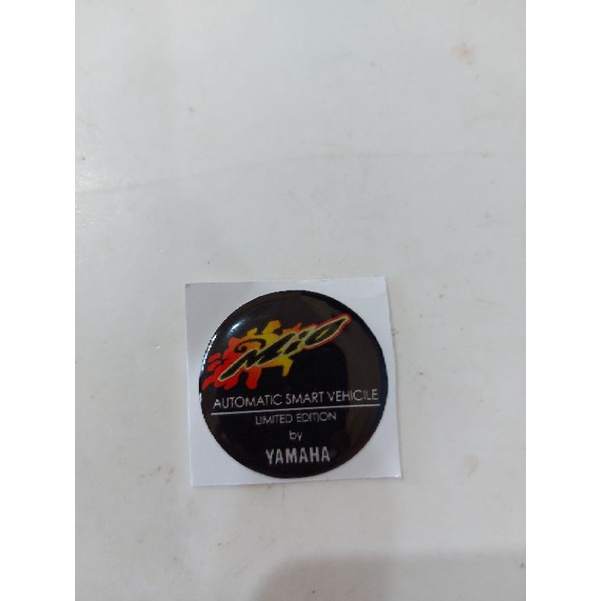 Mio
AUTOMATIC SMART VEHICILE
LIMITED EDITION
by
YAMAHA